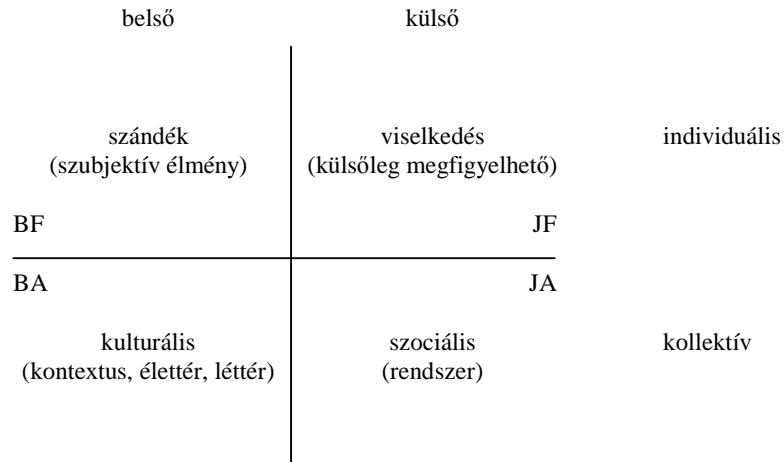 belső külső
szándék viselkedés individuális
(szubjektív élmény) (külsőleg megfigyelhető)
BF JF
BA JA
kulturális szociális kollektív
(kontextus, élettér, léttér) (rendszer)